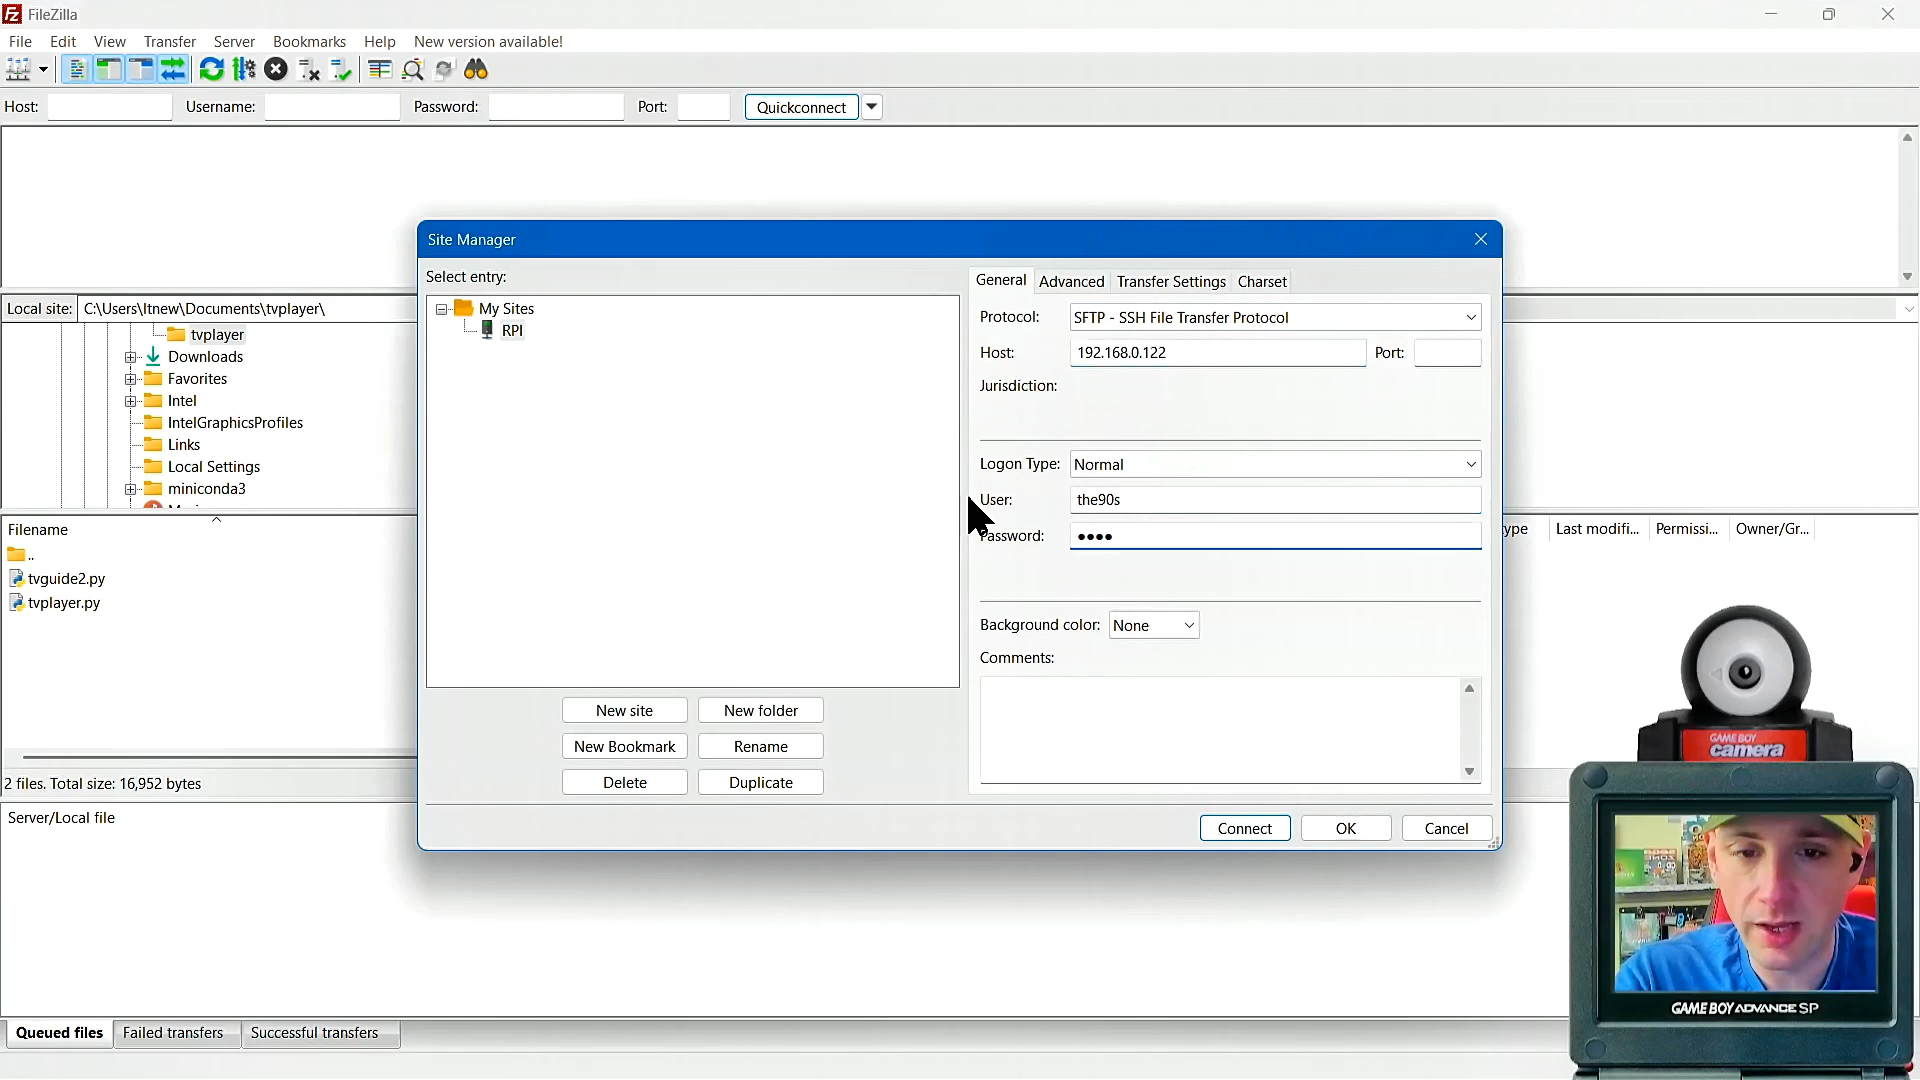 FileZilla
File Edit View Transfer Server Bookmarks Help New version available!
Host: Username: Password: Port: Quickconnect
Site Manager
Select entry:
My Sites
RPI
New site New folder
New Bookmark Rename
Delete Duplicate
General Advanced Transfer Settings Charset
Protocol: SFTP - SSH File Transfer Protocol
Host: 192.168.0.122 Port:
Jurisdiction:
Logon Type: Normal
User: the90s
Password: ●●●●
Background color: None
Comments:
Connect OK Cancel
Local site: C:\Users\ltnew\Documents\tvplayer\
tvplayer
Downloads
Favorites
Intel
IntelGraphicsProfiles
Links
Local Settings
miniconda3
Filename
..
tvguide2.py
tvplayer.py
2 files. Total size: 16,952 bytes
ype Last modifi... Permissi... Owner/Gr...
Server/Local file
Queued files Failed transfers Successful transfers
GAME BOY
camera
GAME BOY ADVANCE SP